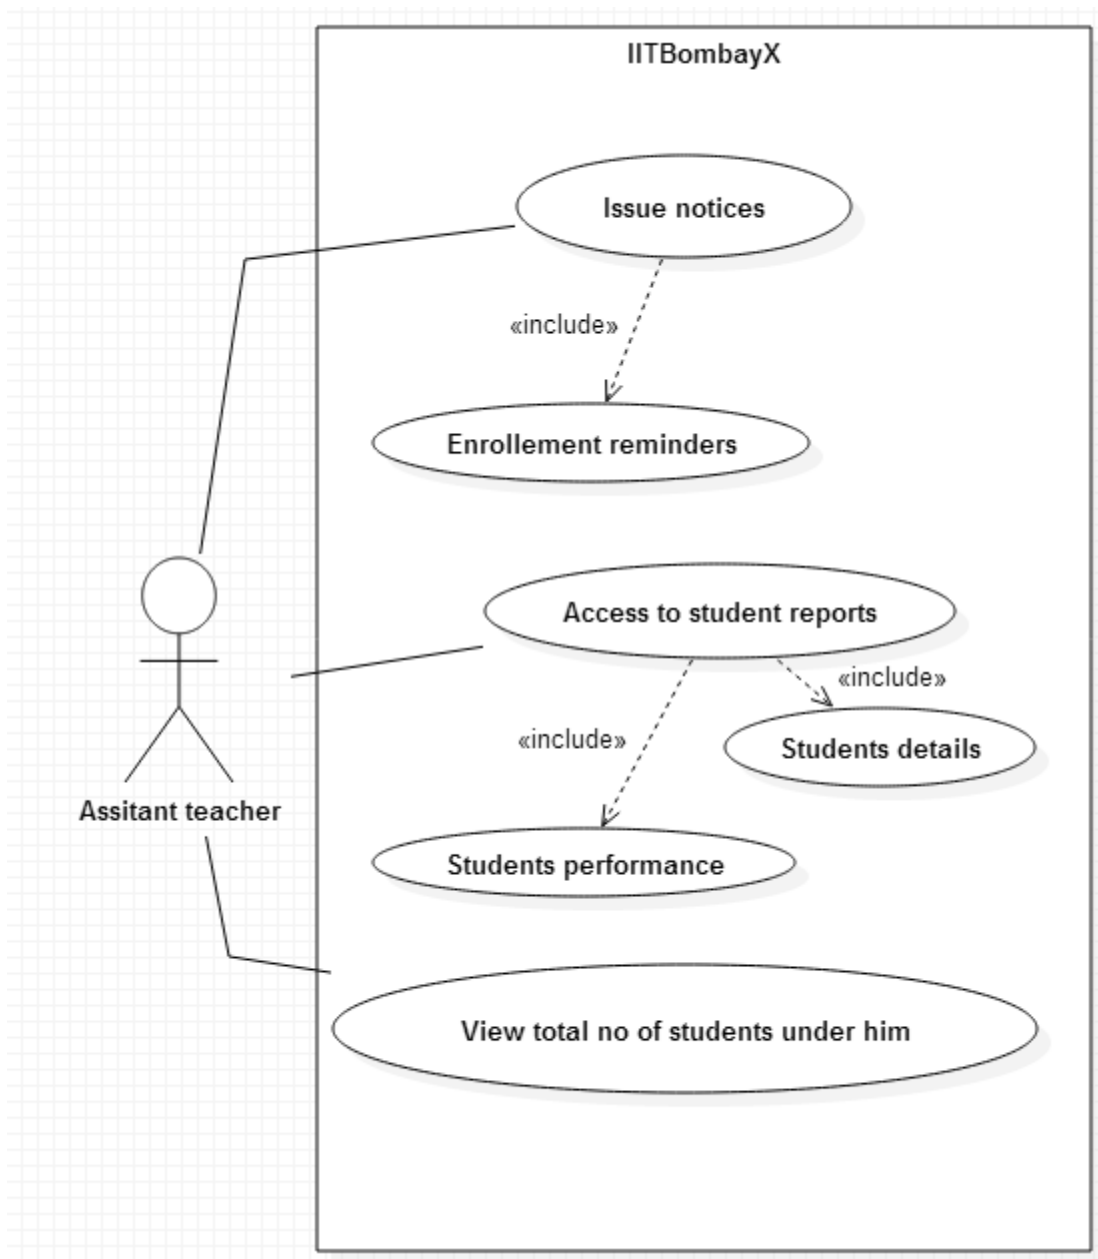 IITBombayX
Issue notices
«include»
Enrollement reminders
Access to student reports
«include»
«include»
Students details
Assitant teacher
Students performance
View total no of students under him